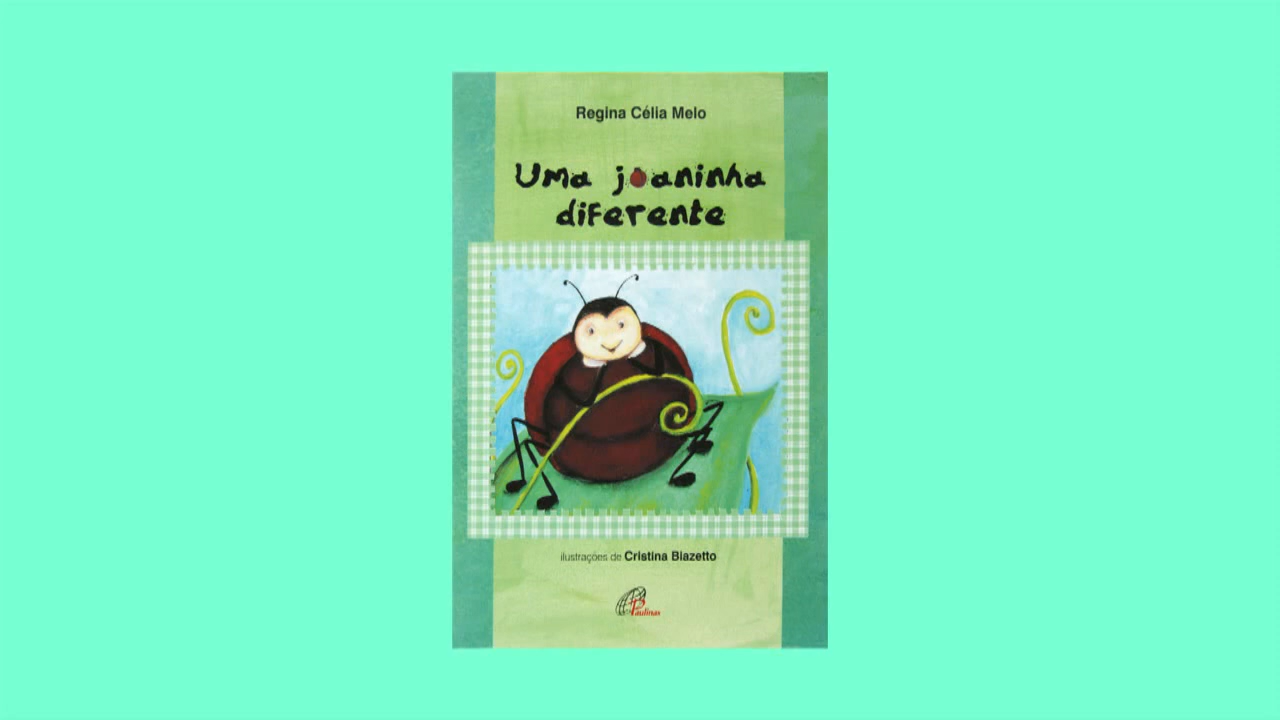 Regina Célia Melo
Uma joaninha
diferente
ilustrações de Cristina Biazetto
Paulinas